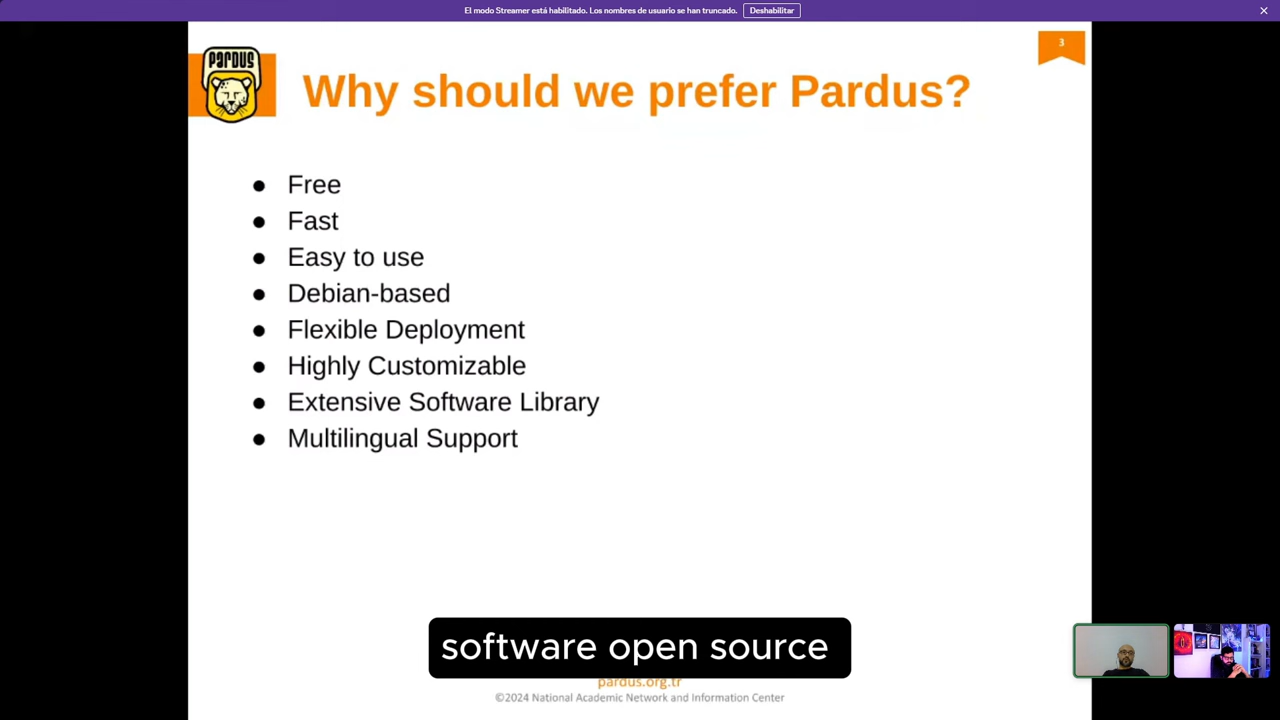 El modo Streamer está habilitado. Los nombres de usuario se han truncado. Deshabilitar
3
PARDUS
Why should we prefer Pardus?
● Free
● Fast
● Easy to use
● Debian-based
● Flexible Deployment
● Highly Customizable
● Extensive Software Library
● Multilingual Support
software open source
pardus.org.tr
©2024 National Academic Network and Information Center